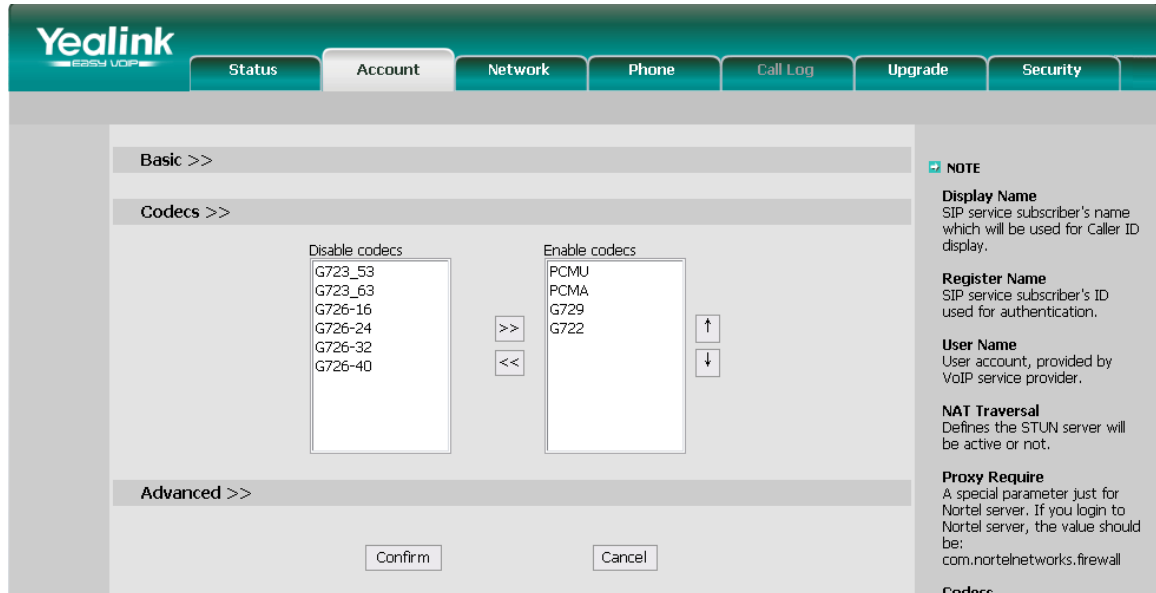 Yealink
EASY VOIP
Status Account Network Phone Call Log Upgrade Security
Basic >>
Codecs >>
Disable codecs
G723_53
G723_63
G726-16
G726-24
G726-32
G726-40
>>
<<
Enable codecs
PCMU
PCMA
G729
G722
↑
↓
Advanced >>
Confirm Cancel
NOTE
Display Name
SIP service subscriber's name
which will be used for Caller ID
display.
Register Name
SIP service subscriber's ID
used for authentication.
User Name
User account, provided by
VoIP service provider.
NAT Traversal
Defines the STUN server will
be active or not.
Proxy Require
A special parameter just for
Nortel server. If you login to
Nortel server, the value should
be:
com.nortelnetworks.firewall
Codecs